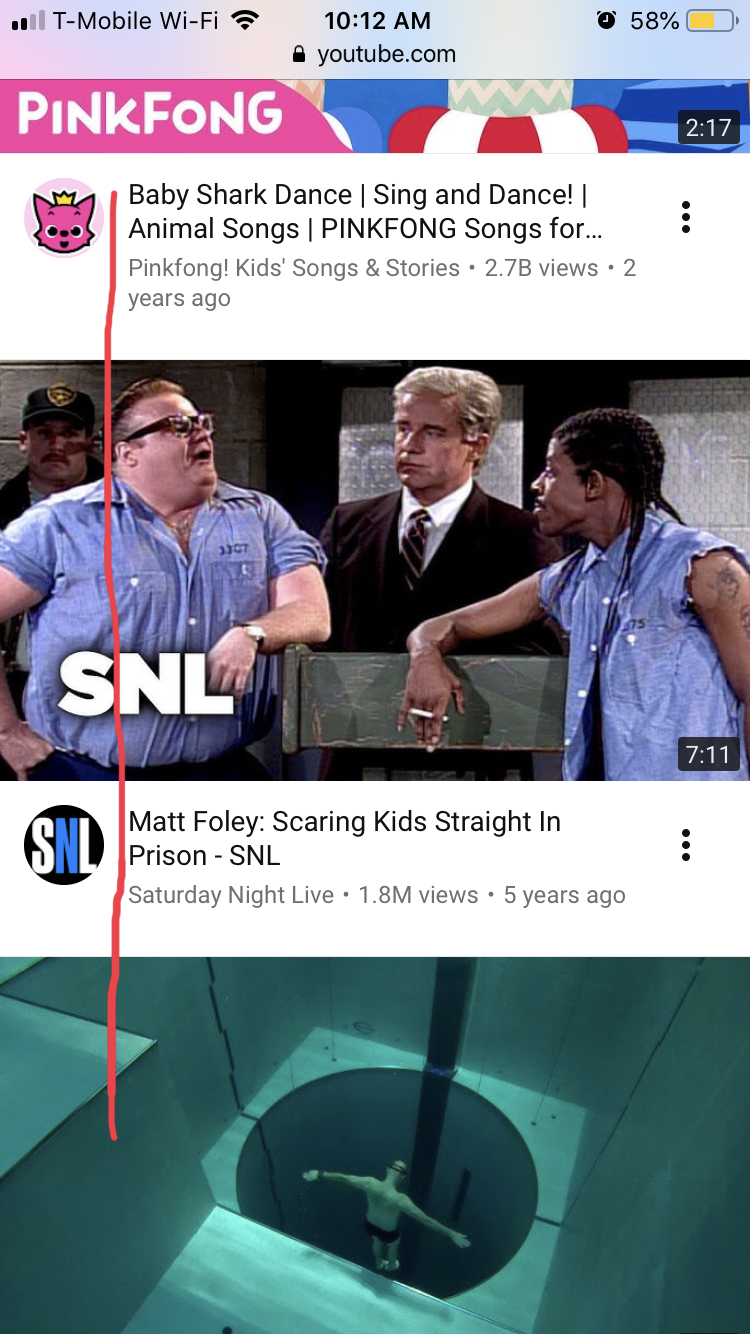 T-Mobile Wi-Fi 10:12 AM 58%
youtube.com
PINKFONG
2:17
Baby Shark Dance | Sing and Dance! |
Animal Songs | PINKFONG Songs for...
Pinkfong! Kids' Songs & Stories • 2.7B views • 2
years ago
SNL
7:11
SNL
Matt Foley: Scaring Kids Straight In
Prison - SNL
Saturday Night Live • 1.8M views • 5 years ago